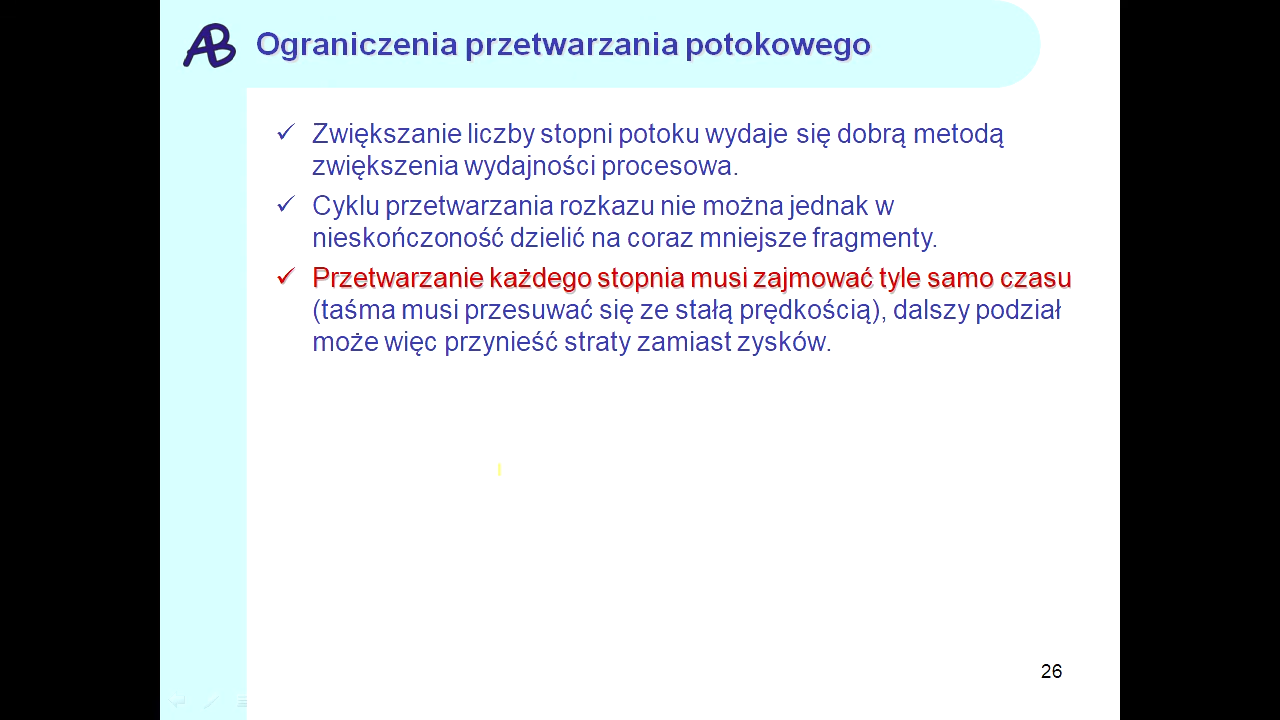 AB
Ograniczenia przetwarzania potokowego
Zwiększanie liczby stopni potoku wydaje się dobrą metodą
zwiększenia wydajności procesowa.
Cyklu przetwarzania rozkazu nie można jednak w
nieskończoność dzielić na coraz mniejsze fragmenty.
Przetwarzanie każdego stopnia musi zajmować tyle samo czasu
(taśma musi przesuwać się ze stałą prędkością), dalszy podział
może więc przynieść straty zamiast zysków.
26